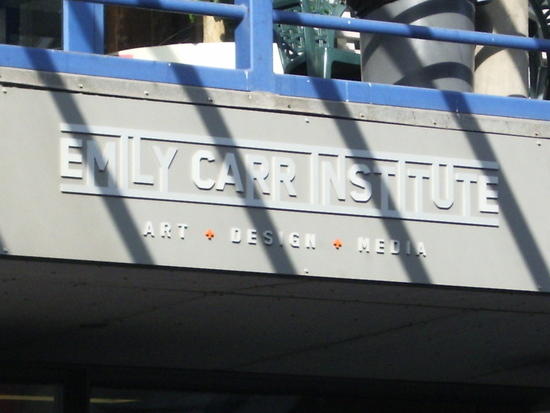 EMILY CARR INSTITUTE
ART + DESIGN + MEDIA